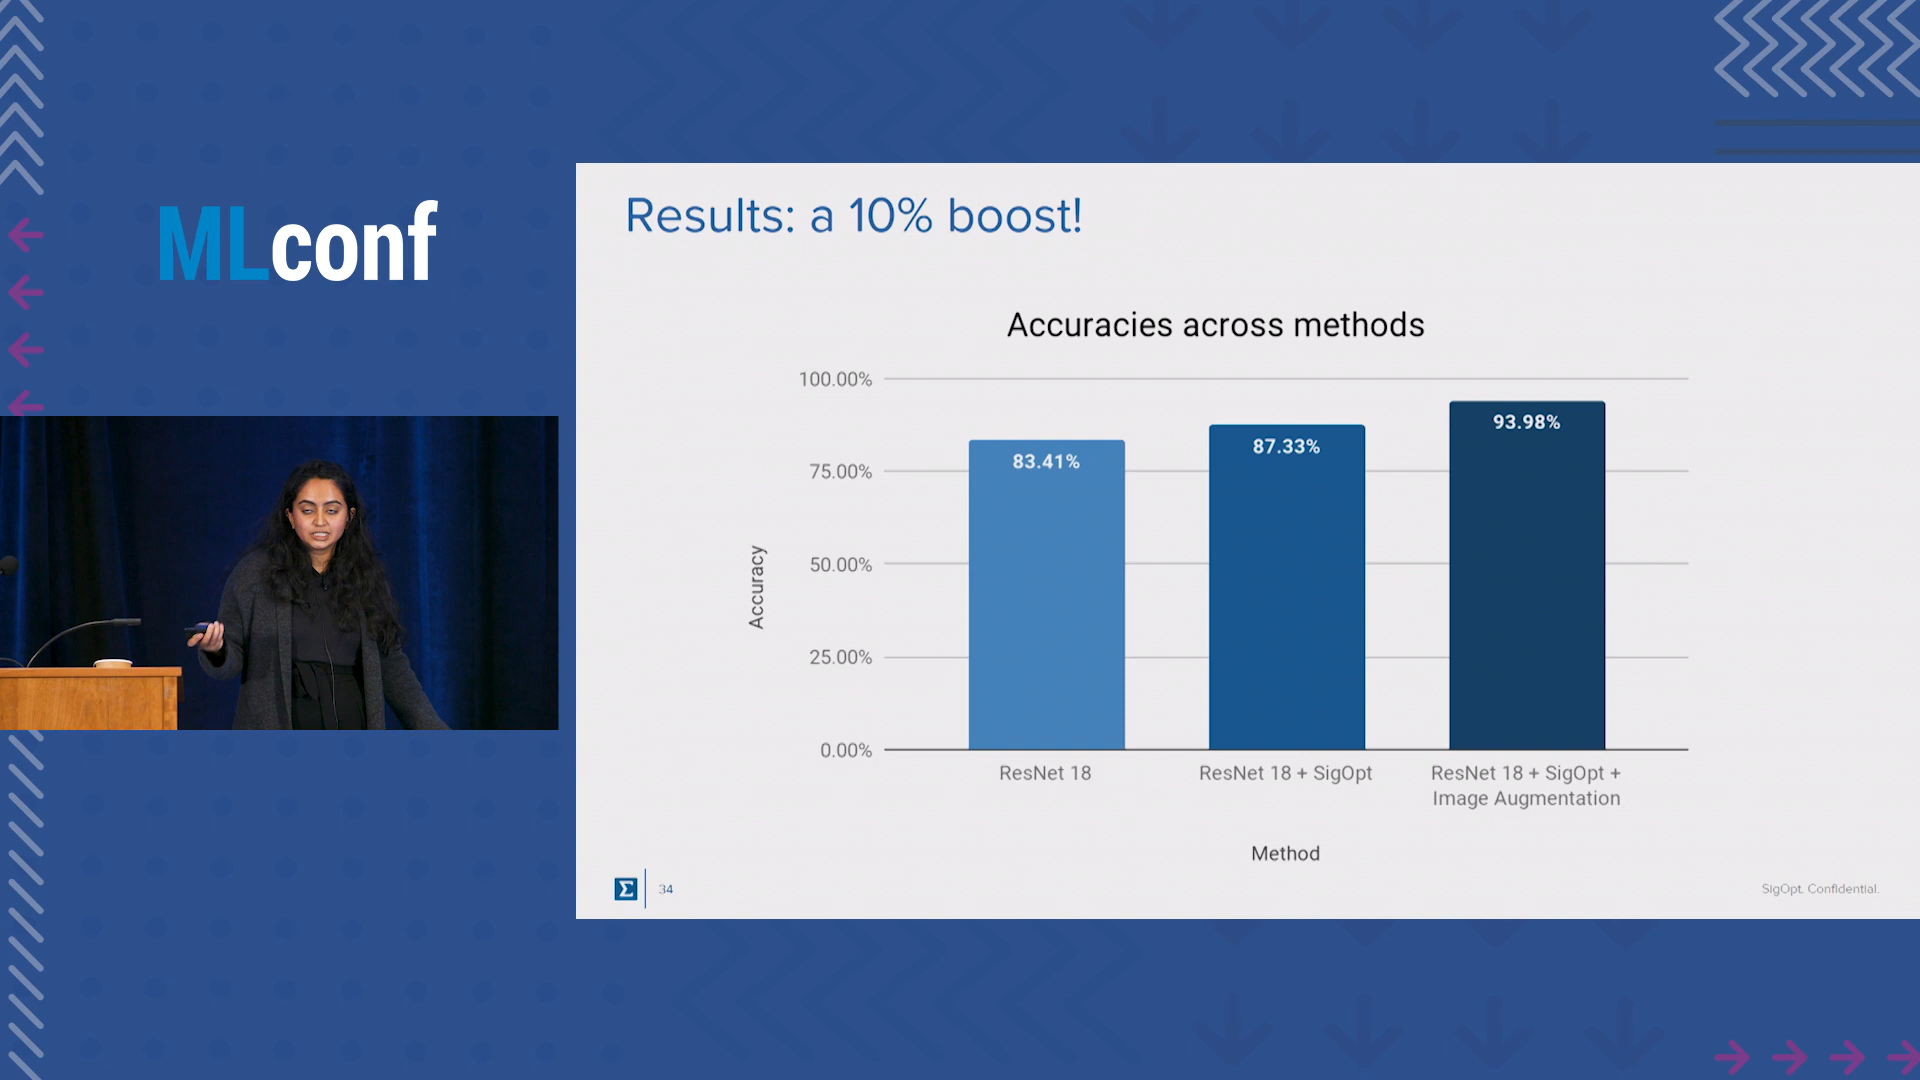 MLconf
Results: a 10% boost!
Accuracies across methods
100.00%
75.00%
50.00%
25.00%
0.00%
Accuracy
83.41%
87.33%
93.98%
ResNet 18
ResNet 18 + SigOpt
ResNet 18 + SigOpt +
Image Augmentation
Method
Σ
34
SigOpt. Confidential.